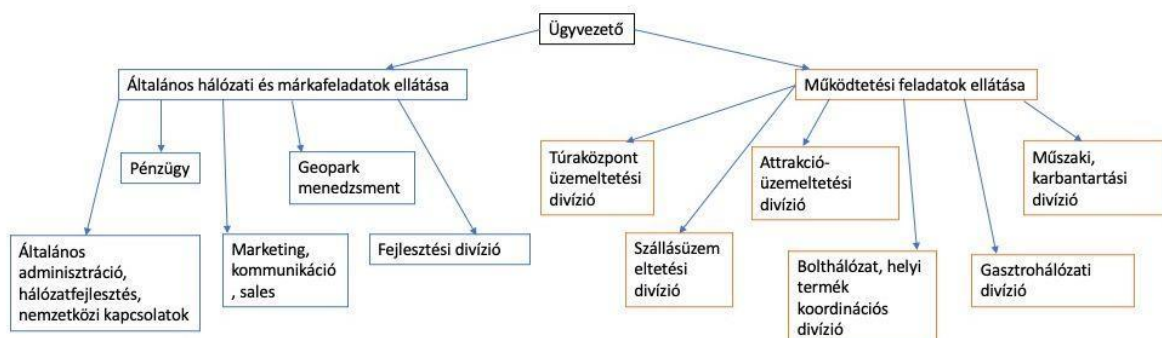 Ügyvezető
Általános hálózati és márkafeladatok ellátása
Működtetési feladatok ellátása
Pénzügy
Geopark
menedzsment
Általános
adminisztráció,
hálózatfejlesztés,
nemzetközi kapcsolatok
Marketing,
kommunikáció
, sales
Fejlesztési divízió
Túraközpont
üzemeltetési
divízió
Attrakció-
üzemeltetési
divízió
Műszaki,
karbantartási
divízió
Szállásüzem
eltetési
divízió
Bolthálózat, helyi
termék
koordinációs
divízió
Gasztrohálózati
divízió